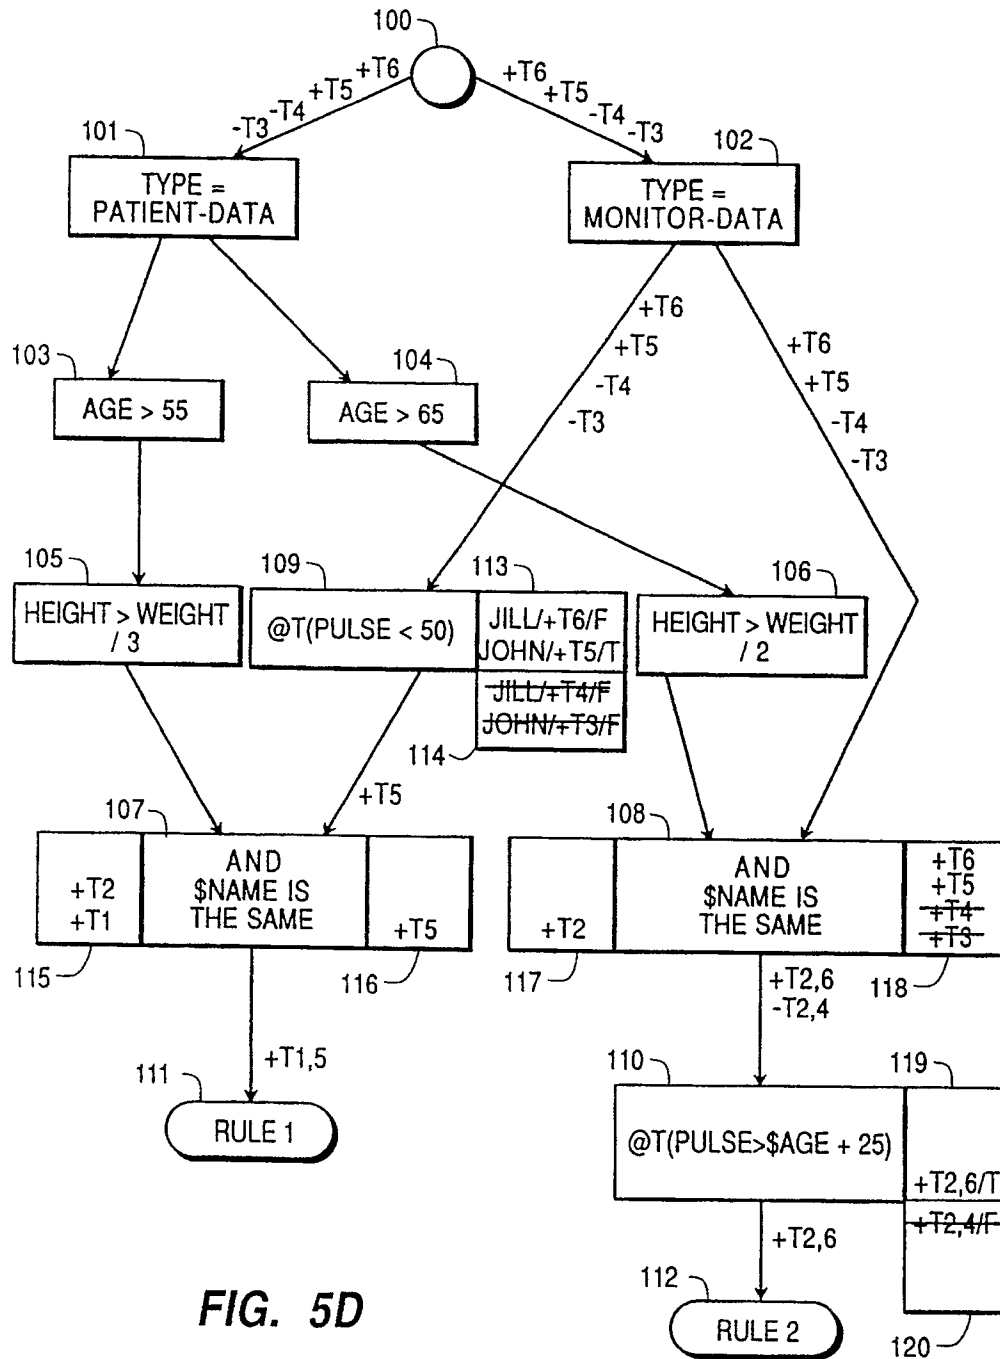 100
+T6
+T5
-T4
-T3
+T6
+T5
-T4
-T3
101
TYPE =
PATIENT-DATA
102
TYPE =
MONITOR-DATA
+T6
+T5
-T4
-T3
+T6
+T5
-T4
-T3
103
AGE > 55
104
AGE > 65
105
HEIGHT > WEIGHT
/ 3
109
@T(PULSE < 50)
113
JILL/+T6/F
JOHN/+T5/T
JILL/+T4/F
JOHN/+T3/F
114
106
HEIGHT > WEIGHT
/ 2
+T5
107
+T2
+T1
AND
$NAME IS
THE SAME
+T5
115
116
108
+T2
AND
$NAME IS
THE SAME
+T6
+T5
+T4
+T3
117
118
+T1,5
+T2,6
-T2,4
111
RULE 1
110
@T(PULSE>$AGE + 25)
119
+T2,6/T
+T2,4/F
+T2,6
112
RULE 2
120
FIG. 5D